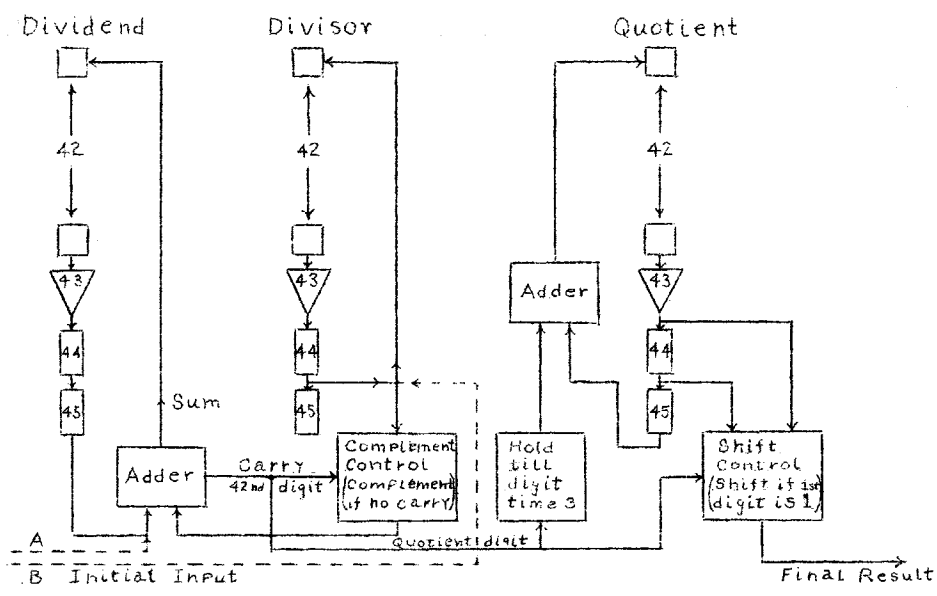 Dividend
Divisor
Quotient
42
42
42
43
43
43
Adder
44
44
44
45
45
45
Sum
Adder
Carry
42nd digit
Complement
Control
(Complement
if no carry)
Hold
till
digit
time 3
Shift
Control
(Shift if 1st
digit is 1)
Quotient digit
A
B Initial Input
Final Result